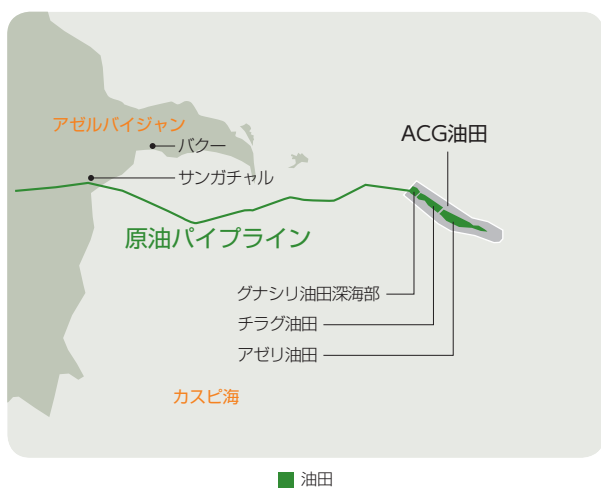 アゼルバイジャン
バクー
サンガチャル
ACG油田
原油パイプライン
グナシリ油田深海部
チラグ油田
アゼリ油田
カスピ海
油田